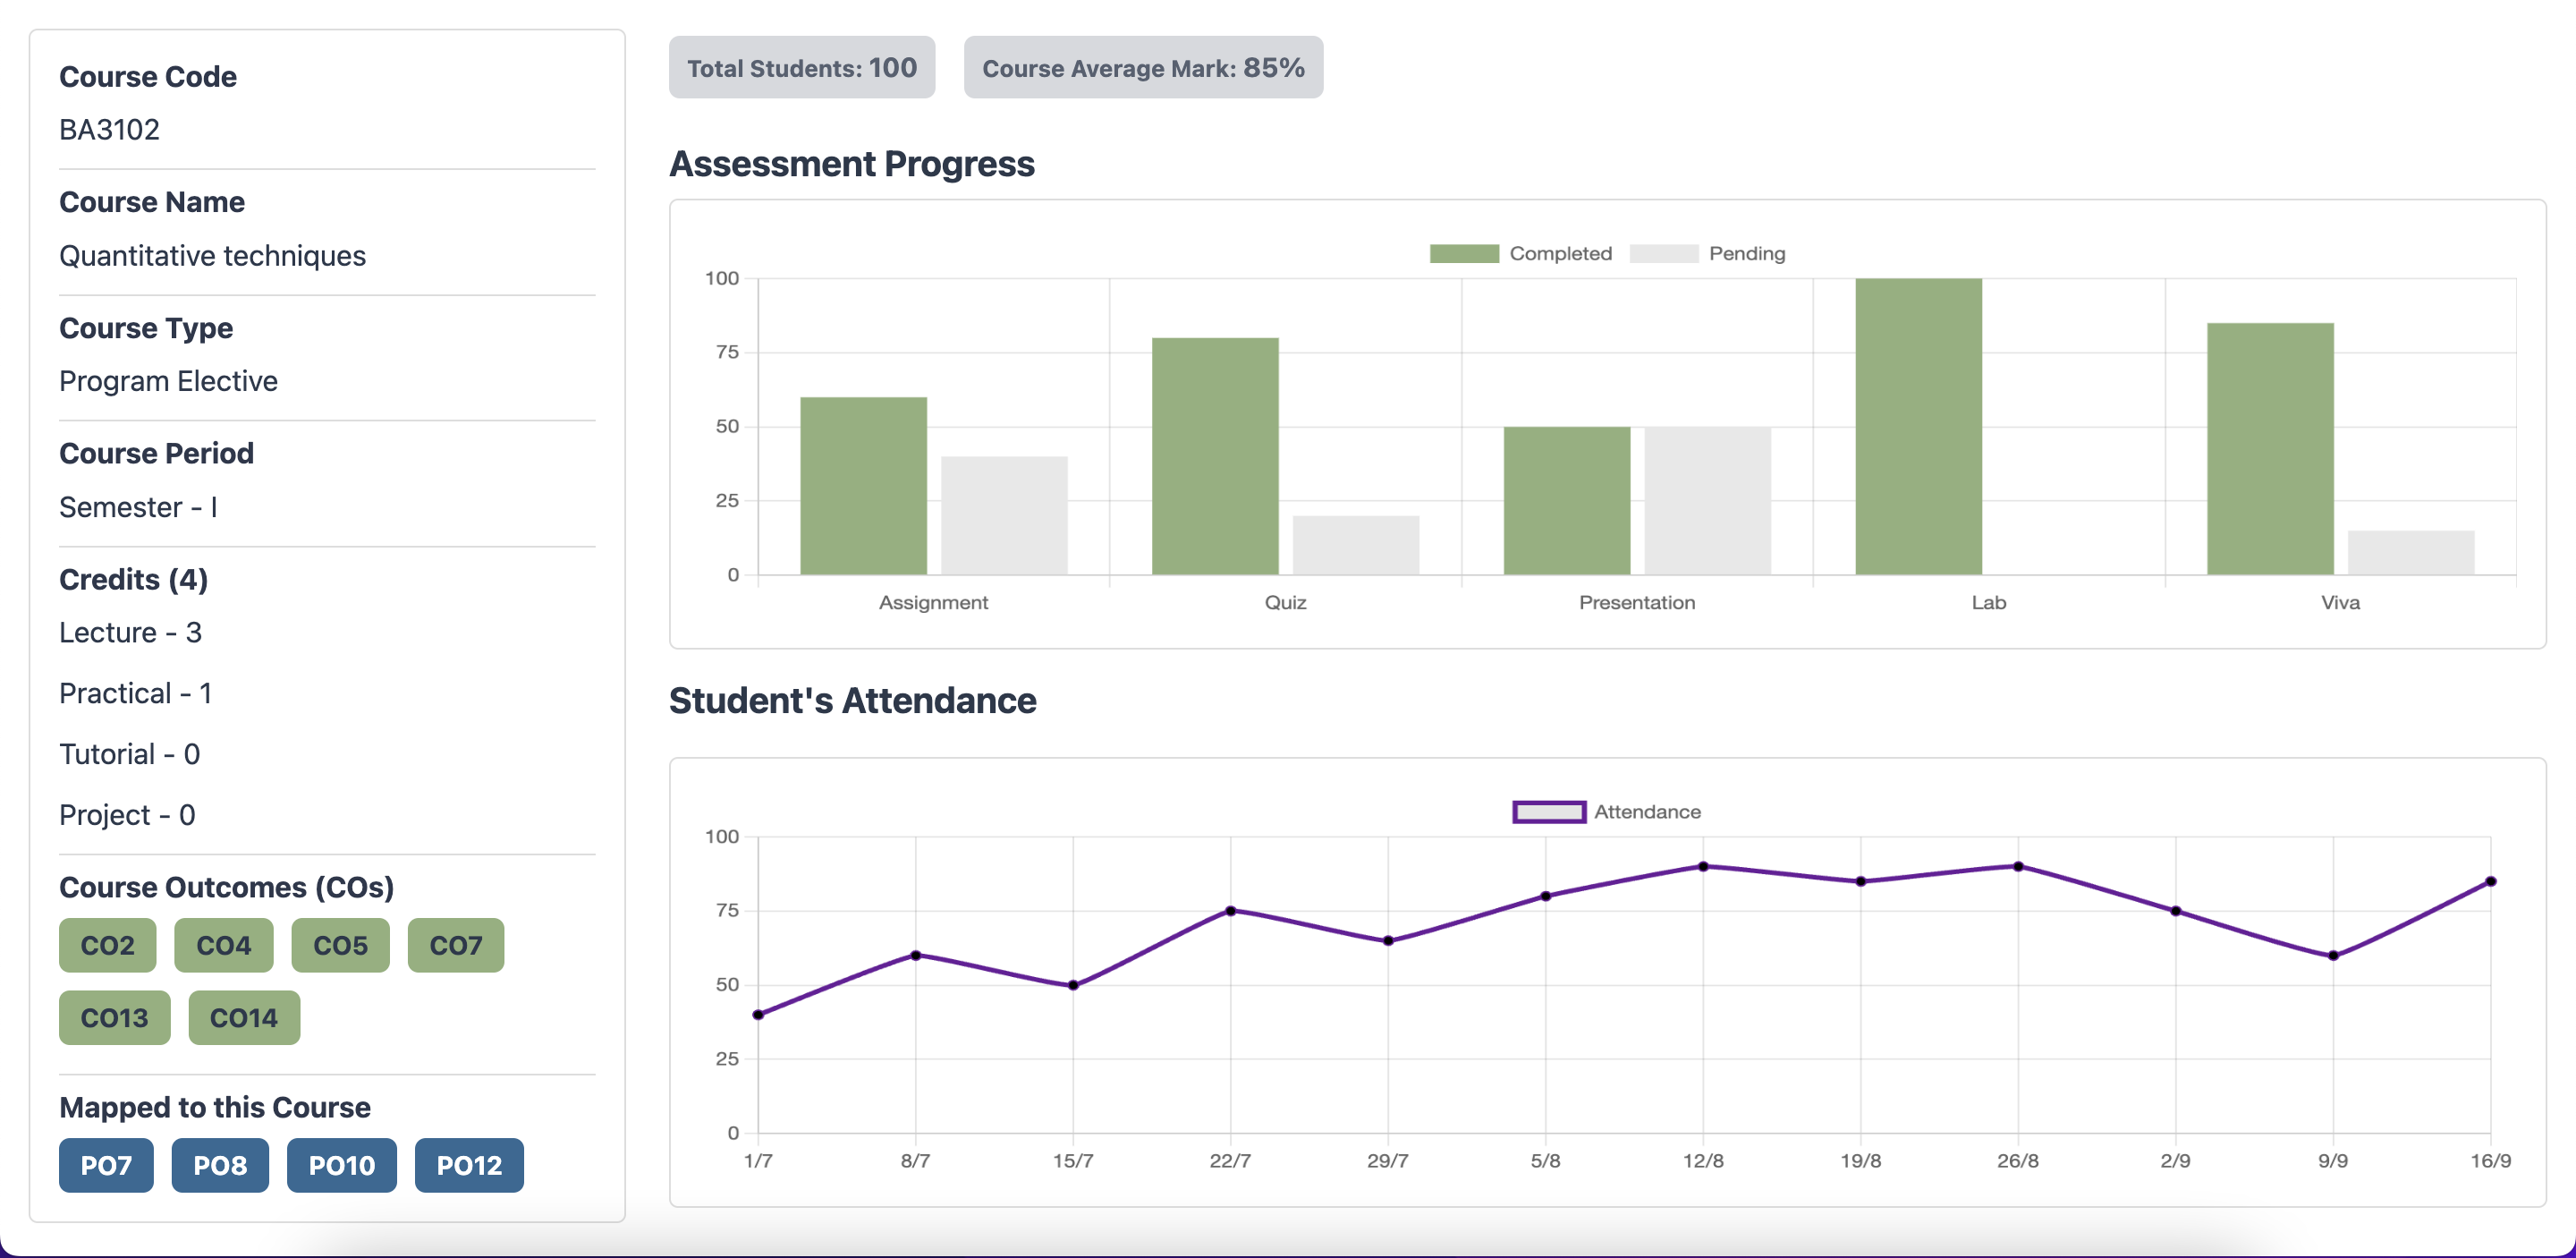 Course Code
BA3102
Course Name
Quantitative techniques
Course Type
Program Elective
Course Period
Semester - I
Credits (4)
Lecture - 3
Practical - 1
Tutorial - 0
Project - 0
Course Outcomes (COs)
CO2 CO4 CO5 CO7
CO13 CO14
Mapped to this Course
PO7 PO8 PO10 PO12
Total Students: 100 Course Average Mark: 85%
Assessment Progress
Completed Pending
100
75
50
25
0
Assignment Quiz Presentation Lab Viva
Student's Attendance
Attendance
100
75
50
25
0
1/7 8/7 15/7 22/7 29/7 5/8 12/8 19/8 26/8 2/9 9/9 16/9